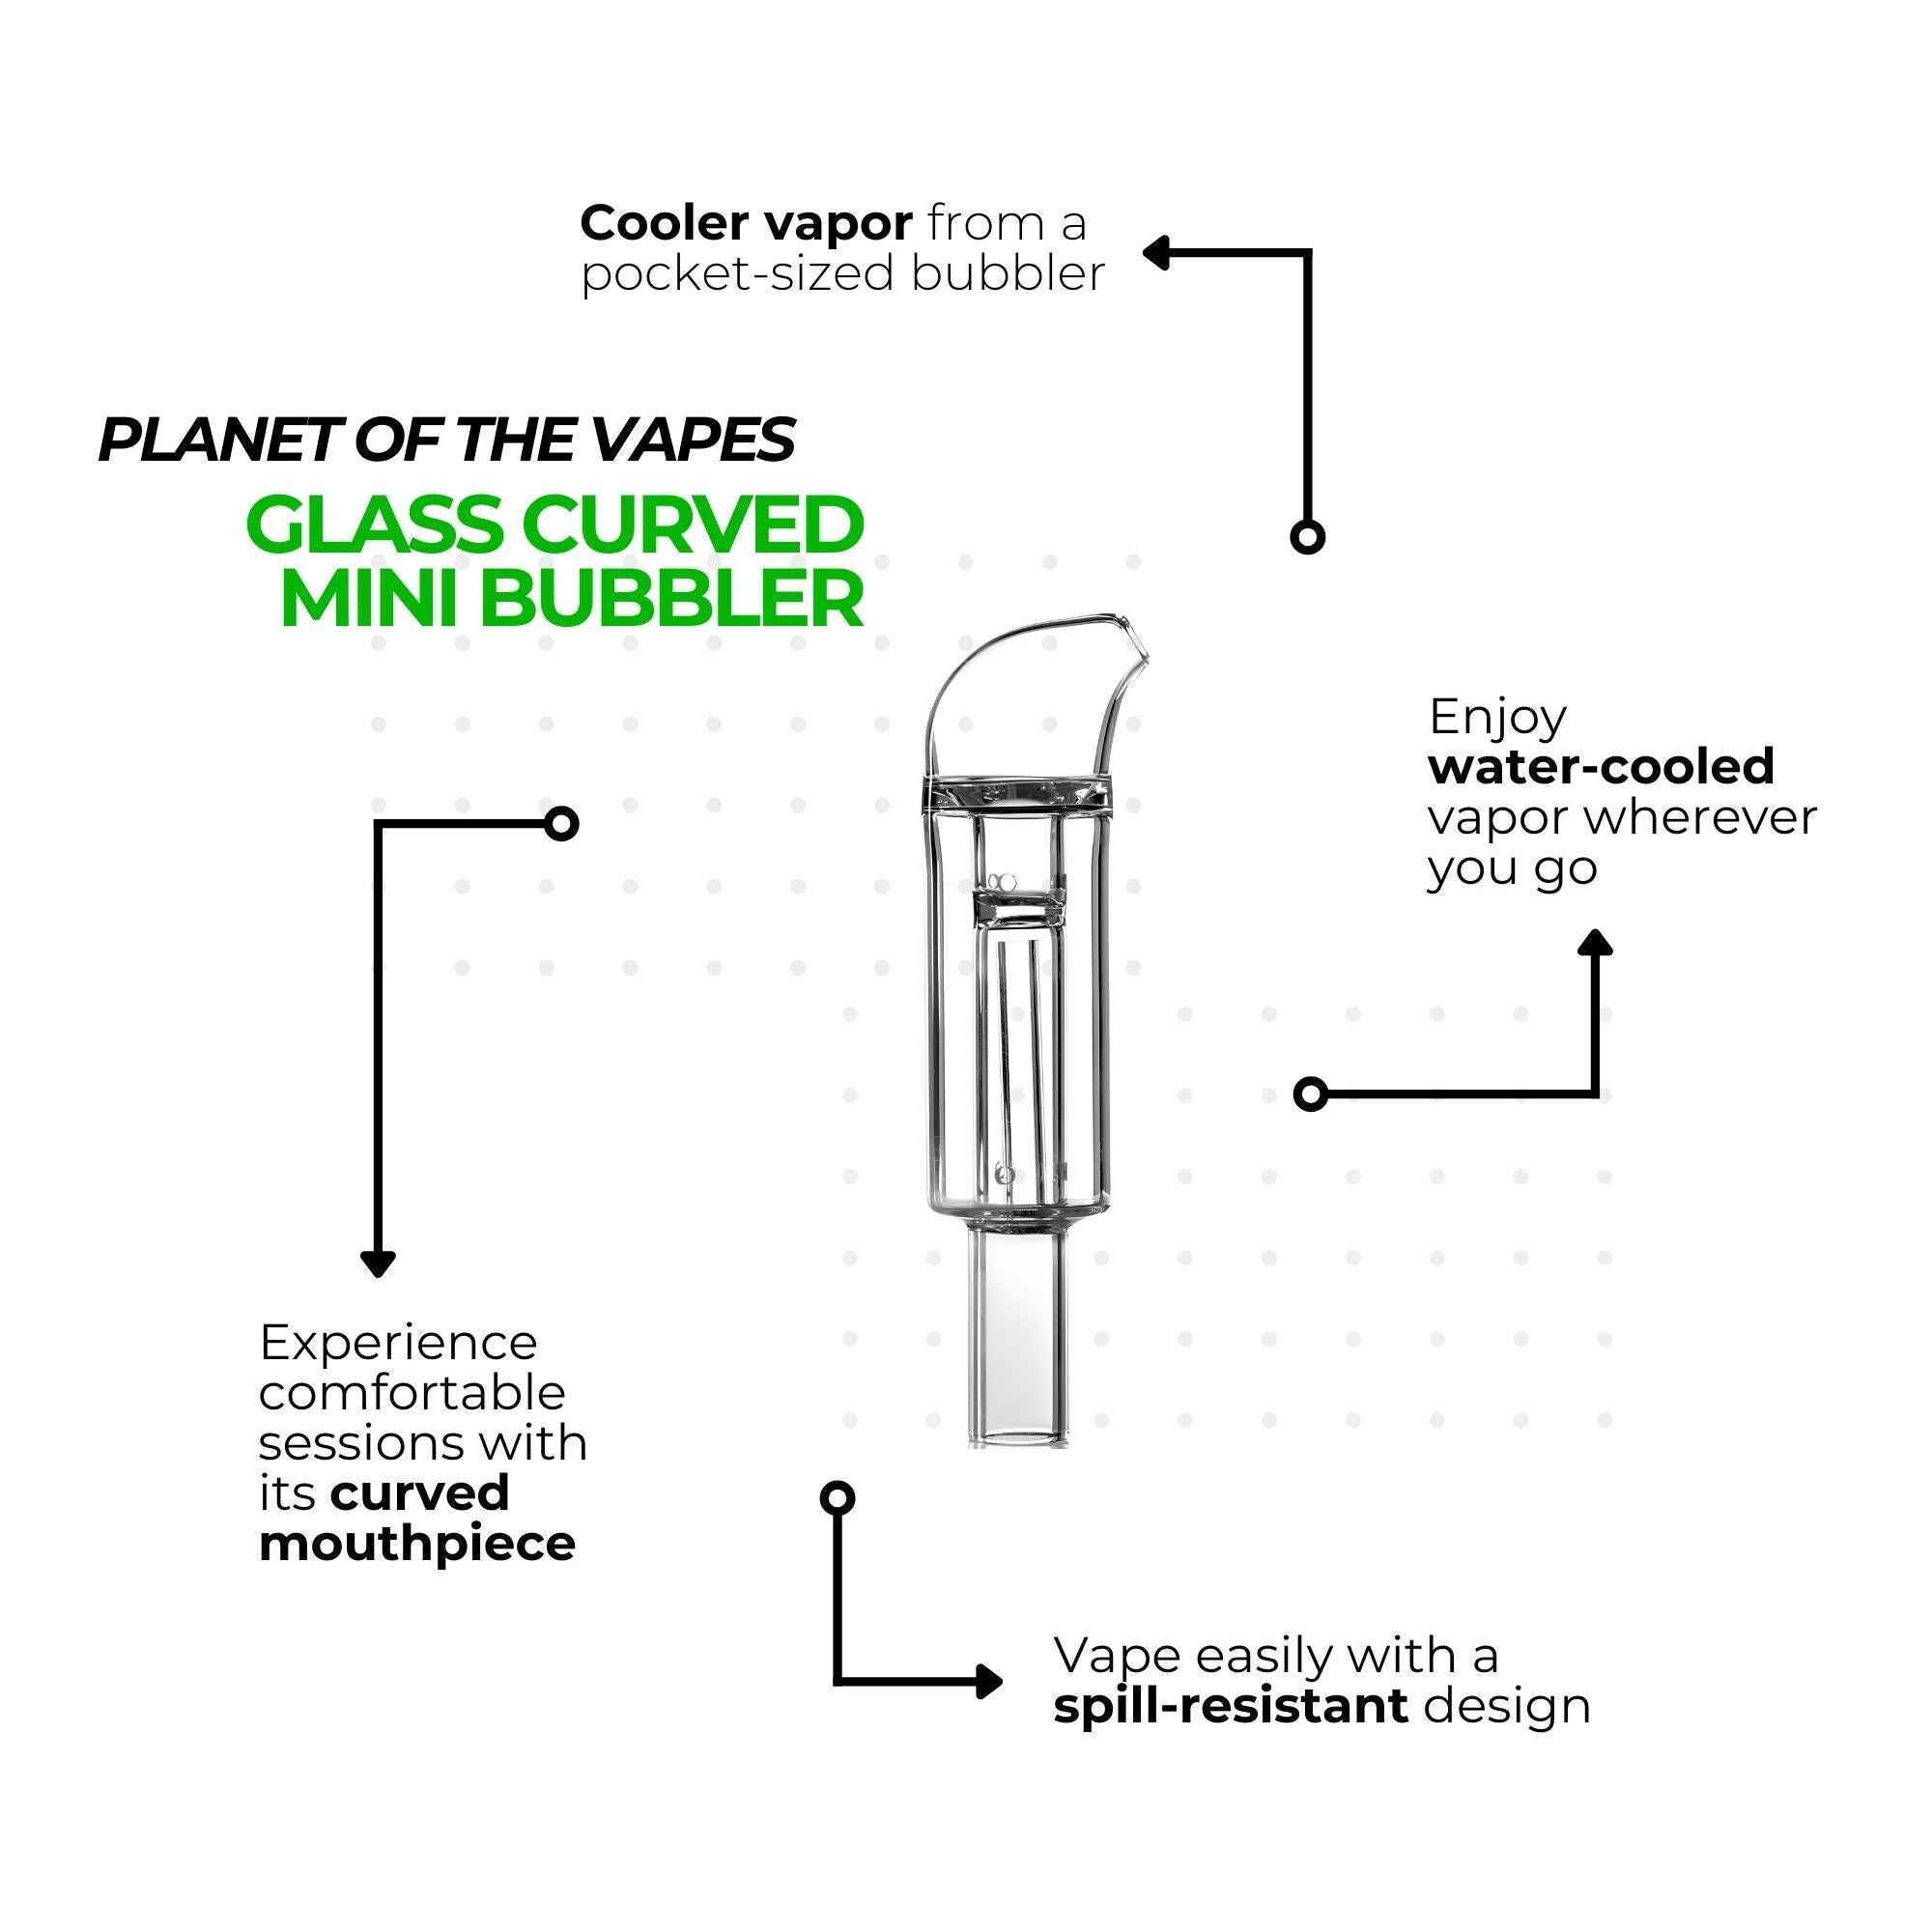 Cooler vapor from a
pocket-sized bubbler
PLANET OF THE VAPES
GLASS CURVED
MINI BUBBLER
Enjoy
water-cooled
vapor wherever
you go
Experience
comfortable
sessions with
its curved
mouthpiece
Vape easily with a
spill-resistant design